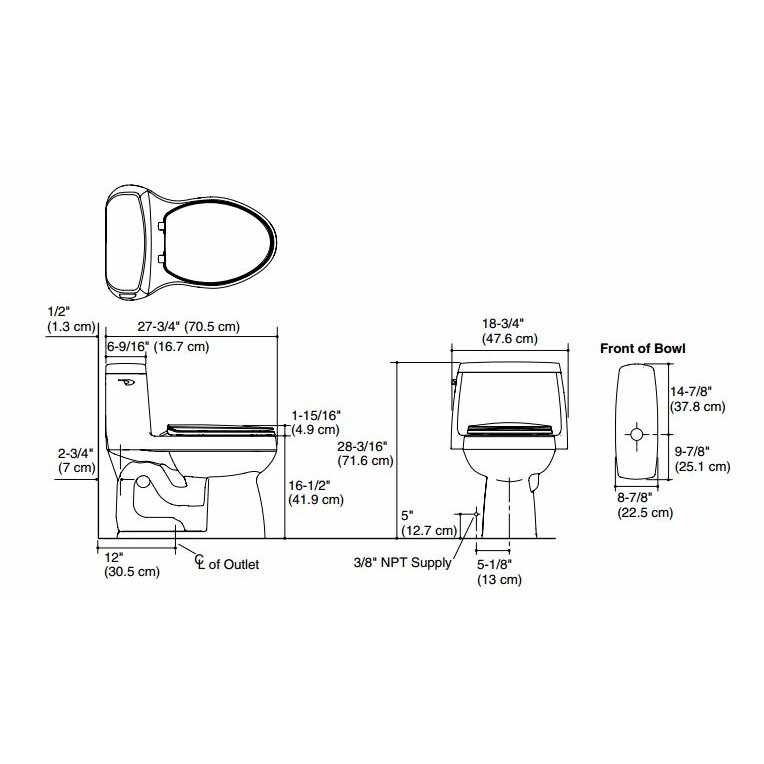 1/2"
(1.3 cm)
27-3/4" (70.5 cm)
6-9/16" (16.7 cm)
1-15/16"
(4.9 cm)
2-3/4"
(7 cm)
16-1/2"
(41.9 cm)
12"
(30.5 cm)
℄ of Outlet
18-3/4"
(47.6 cm)
28-3/16"
(71.6 cm)
5"
(12.7 cm)
3/8" NPT Supply
5-1/8"
(13 cm)
Front of Bowl
14-7/8"
(37.8 cm)
9-7/8"
(25.1 cm)
8-7/8"
(22.5 cm)